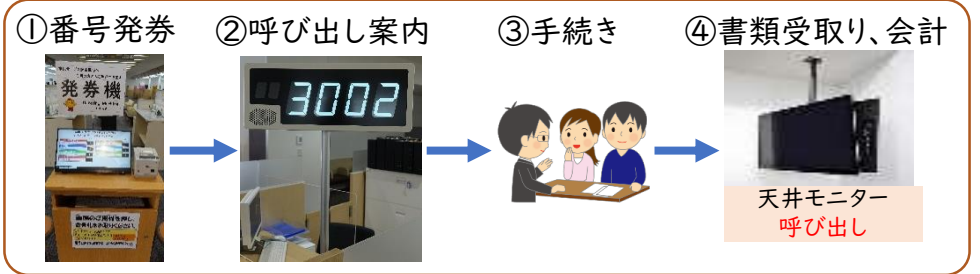 ①番号発券
②呼び出し案内
③手続き
④書類受取り、会計
発券機
3002
天井モニター
呼び出し